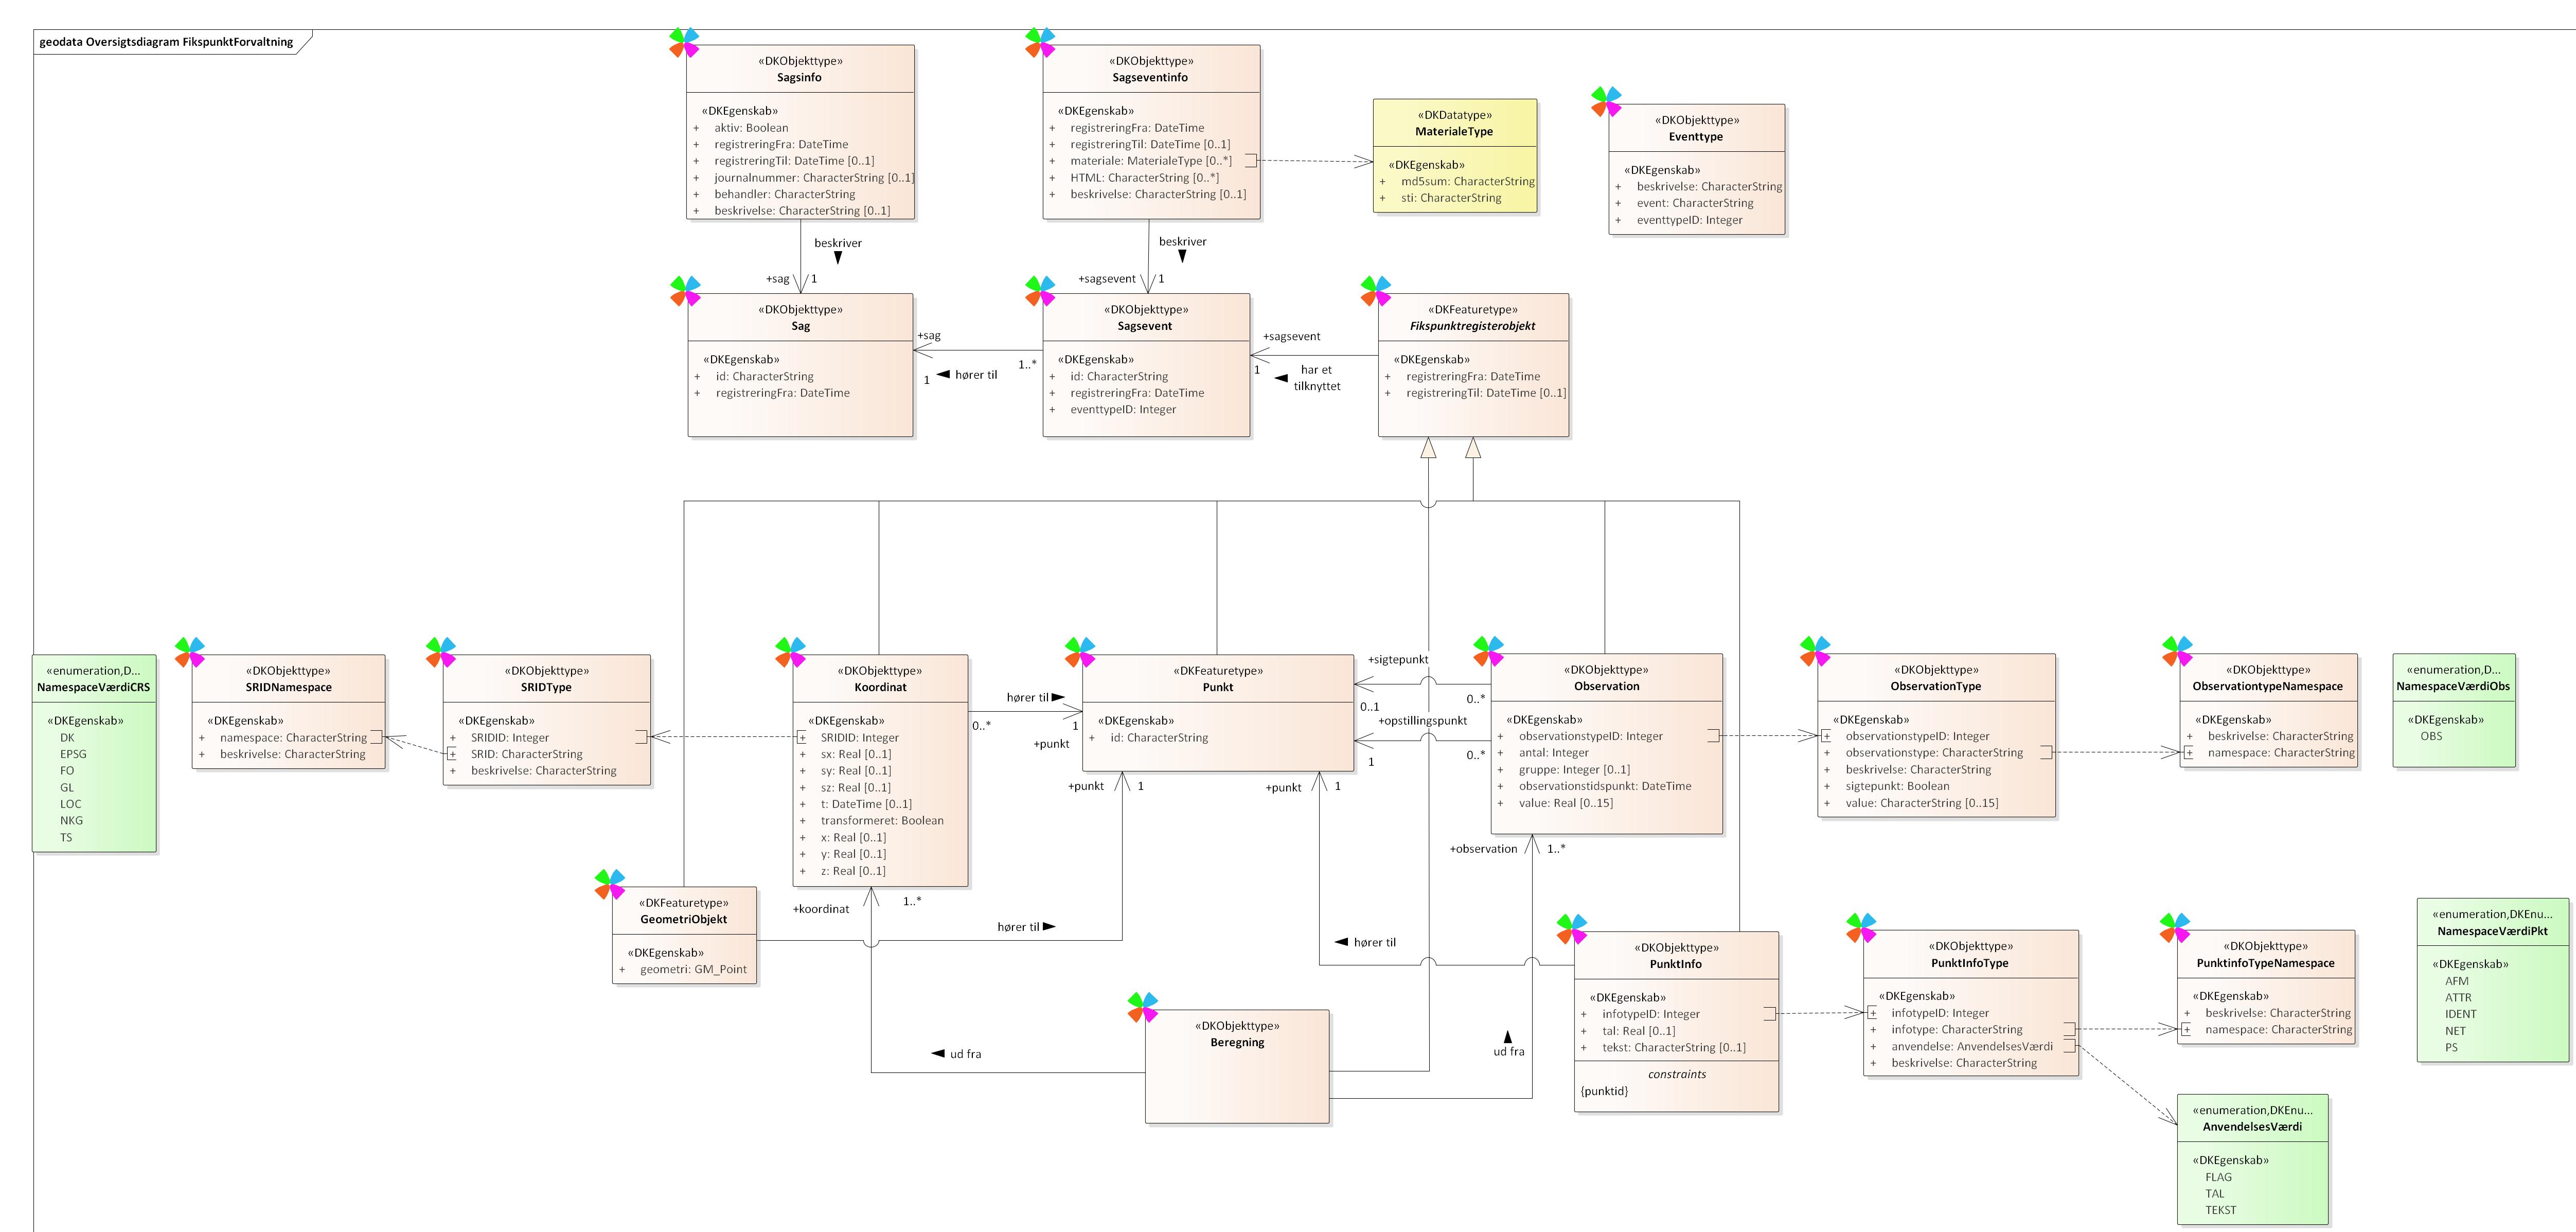 geodata Oversigtsdiagram FikspunktForvaltning
«DKObjekttype»
Sagsinfo
«DKEgenskab»
+ aktiv: Boolean
+ registreringFra: DateTime
+ registreringTil: DateTime [0..1]
+ journalnummer: CharacterString [0..1]
+ behandler: CharacterString
+ beskrivelse: CharacterString [0..1]
«DKObjekttype»
Sagseventinfo
«DKEgenskab»
+ registreringFra: DateTime
+ registreringTil: DateTime [0..1]
+ materiale: MaterialeType [0..*]
+ HTML: CharacterString [0..*]
+ beskrivelse: CharacterString [0..1]
«DKDatatype»
MaterialeType
«DKEgenskab»
+ md5sum: CharacterString
+ sti: CharacterString
«DKObjekttype»
Eventtype
«DKEgenskab»
+ beskrivelse: CharacterString
+ event: CharacterString
+ eventtypeID: Integer
beskriver
+sag 1
beskriver
+sagsevent 1
«DKObjekttype»
Sag
«DKEgenskab»
+ id: CharacterString
+ registreringFra: DateTime
+sag
1..*
1
hører til
«DKObjekttype»
Sagsevent
«DKEgenskab»
+ id: CharacterString
+ registreringFra: DateTime
+ eventtypeID: Integer
+sagsevent
1
har et
tilknyttet
«DKFeaturetype»
Fikspunktregisterobjekt
«DKEgenskab»
+ registreringFra: DateTime
+ registreringTil: DateTime [0..1]
«enumeration,D...
NamespaceVærdiCRS
«DKEgenskab»
DK
EPSG
FO
GL
LOC
NKG
TS
«DKObjekttype»
SRIDNamespace
«DKEgenskab»
+ namespace: CharacterString
+ beskrivelse: CharacterString
«DKObjekttype»
SRIDType
«DKEgenskab»
+ SRIDID: Integer
+ SRID: CharacterString
+ beskrivelse: CharacterString
«DKObjekttype»
Koordinat
«DKEgenskab»
+ SRIDID: Integer
+ sx: Real [0..1]
+ sy: Real [0..1]
+ sz: Real [0..1]
+ t: DateTime [0..1]
+ transformeret: Boolean
+ x: Real [0..1]
+ y: Real [0..1]
+ z: Real [0..1]
hører til
0..*
1
+punkt
«DKFeaturetype»
Punkt
«DKEgenskab»
+ id: CharacterString
+punkt 1
+punkt 1
+sigtepunkt
0..*
0..1
+opstillingspunkt
0..*
1
«DKObjekttype»
Observation
«DKEgenskab»
+ observationstypeID: Integer
+ antal: Integer
+ gruppe: Integer [0..1]
+ observationstidspunkt: DateTime
+ value: Real [0..15]
+observation 1..*
«DKObjekttype»
ObservationType
«DKEgenskab»
+ observationstypeID: Integer
+ observationstype: CharacterString
+ beskrivelse: CharacterString
+ sigtepunkt: Boolean
+ value: CharacterString [0..15]
«DKObjekttype»
ObservationtypeNamespace
«DKEgenskab»
+ beskrivelse: CharacterString
+ namespace: CharacterString
«enumeration,D...
NamespaceVærdiObs
«DKEgenskab»
OBS
«DKFeaturetype»
GeometriObjekt
«DKEgenskab»
+ geometri: GM_Point
+koordinat 1..*
hører til
hører til
ud fra
«DKObjekttype»
Beregning
ud fra
«DKObjekttype»
PunktInfo
«DKEgenskab»
+ infotypeID: Integer
+ tal: Real [0..1]
+ tekst: CharacterString [0..1]
constraints
{punktid}
«DKObjekttype»
PunktInfoType
«DKEgenskab»
+ infotypeID: Integer
+ infotype: CharacterString
+ anvendelse: AnvendelsesVærdi
+ beskrivelse: CharacterString
«DKObjekttype»
PunktinfoTypeNamespace
«DKEgenskab»
+ beskrivelse: CharacterString
+ namespace: CharacterString
«enumeration,DKEnu...
NamespaceVærdiPkt
«DKEgenskab»
AFM
ATTR
IDENT
NET
PS
«enumeration,DKEnu...
AnvendelsesVærdi
«DKEgenskab»
FLAG
TAL
TEKST